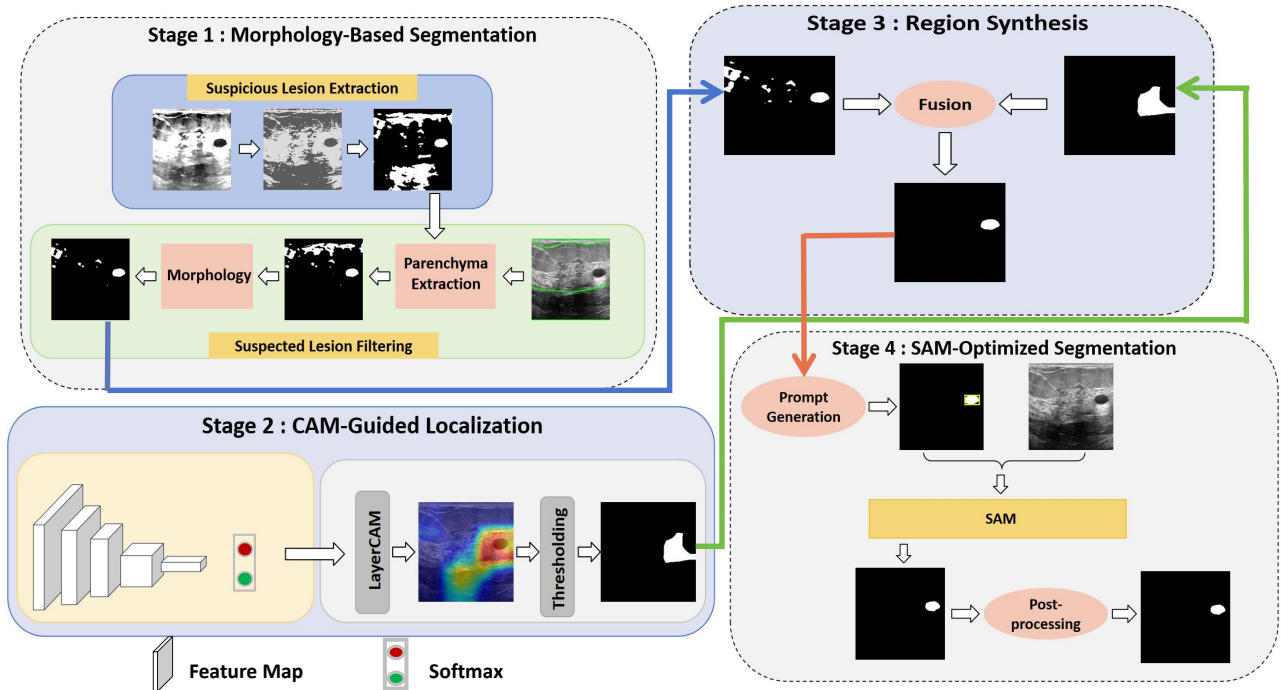 Stage 1 : Morphology-Based Segmentation
Suspicious Lesion Extraction
Morphology
Parenchyma
Extraction
Suspected Lesion Filtering
Stage 2 : CAM-Guided Localization
LayerCAM
Thresholding
Feature Map
Softmax
Stage 3 : Region Synthesis
Fusion
Stage 4 : SAM-Optimized Segmentation
Prompt
Generation
SAM
Post-
processing